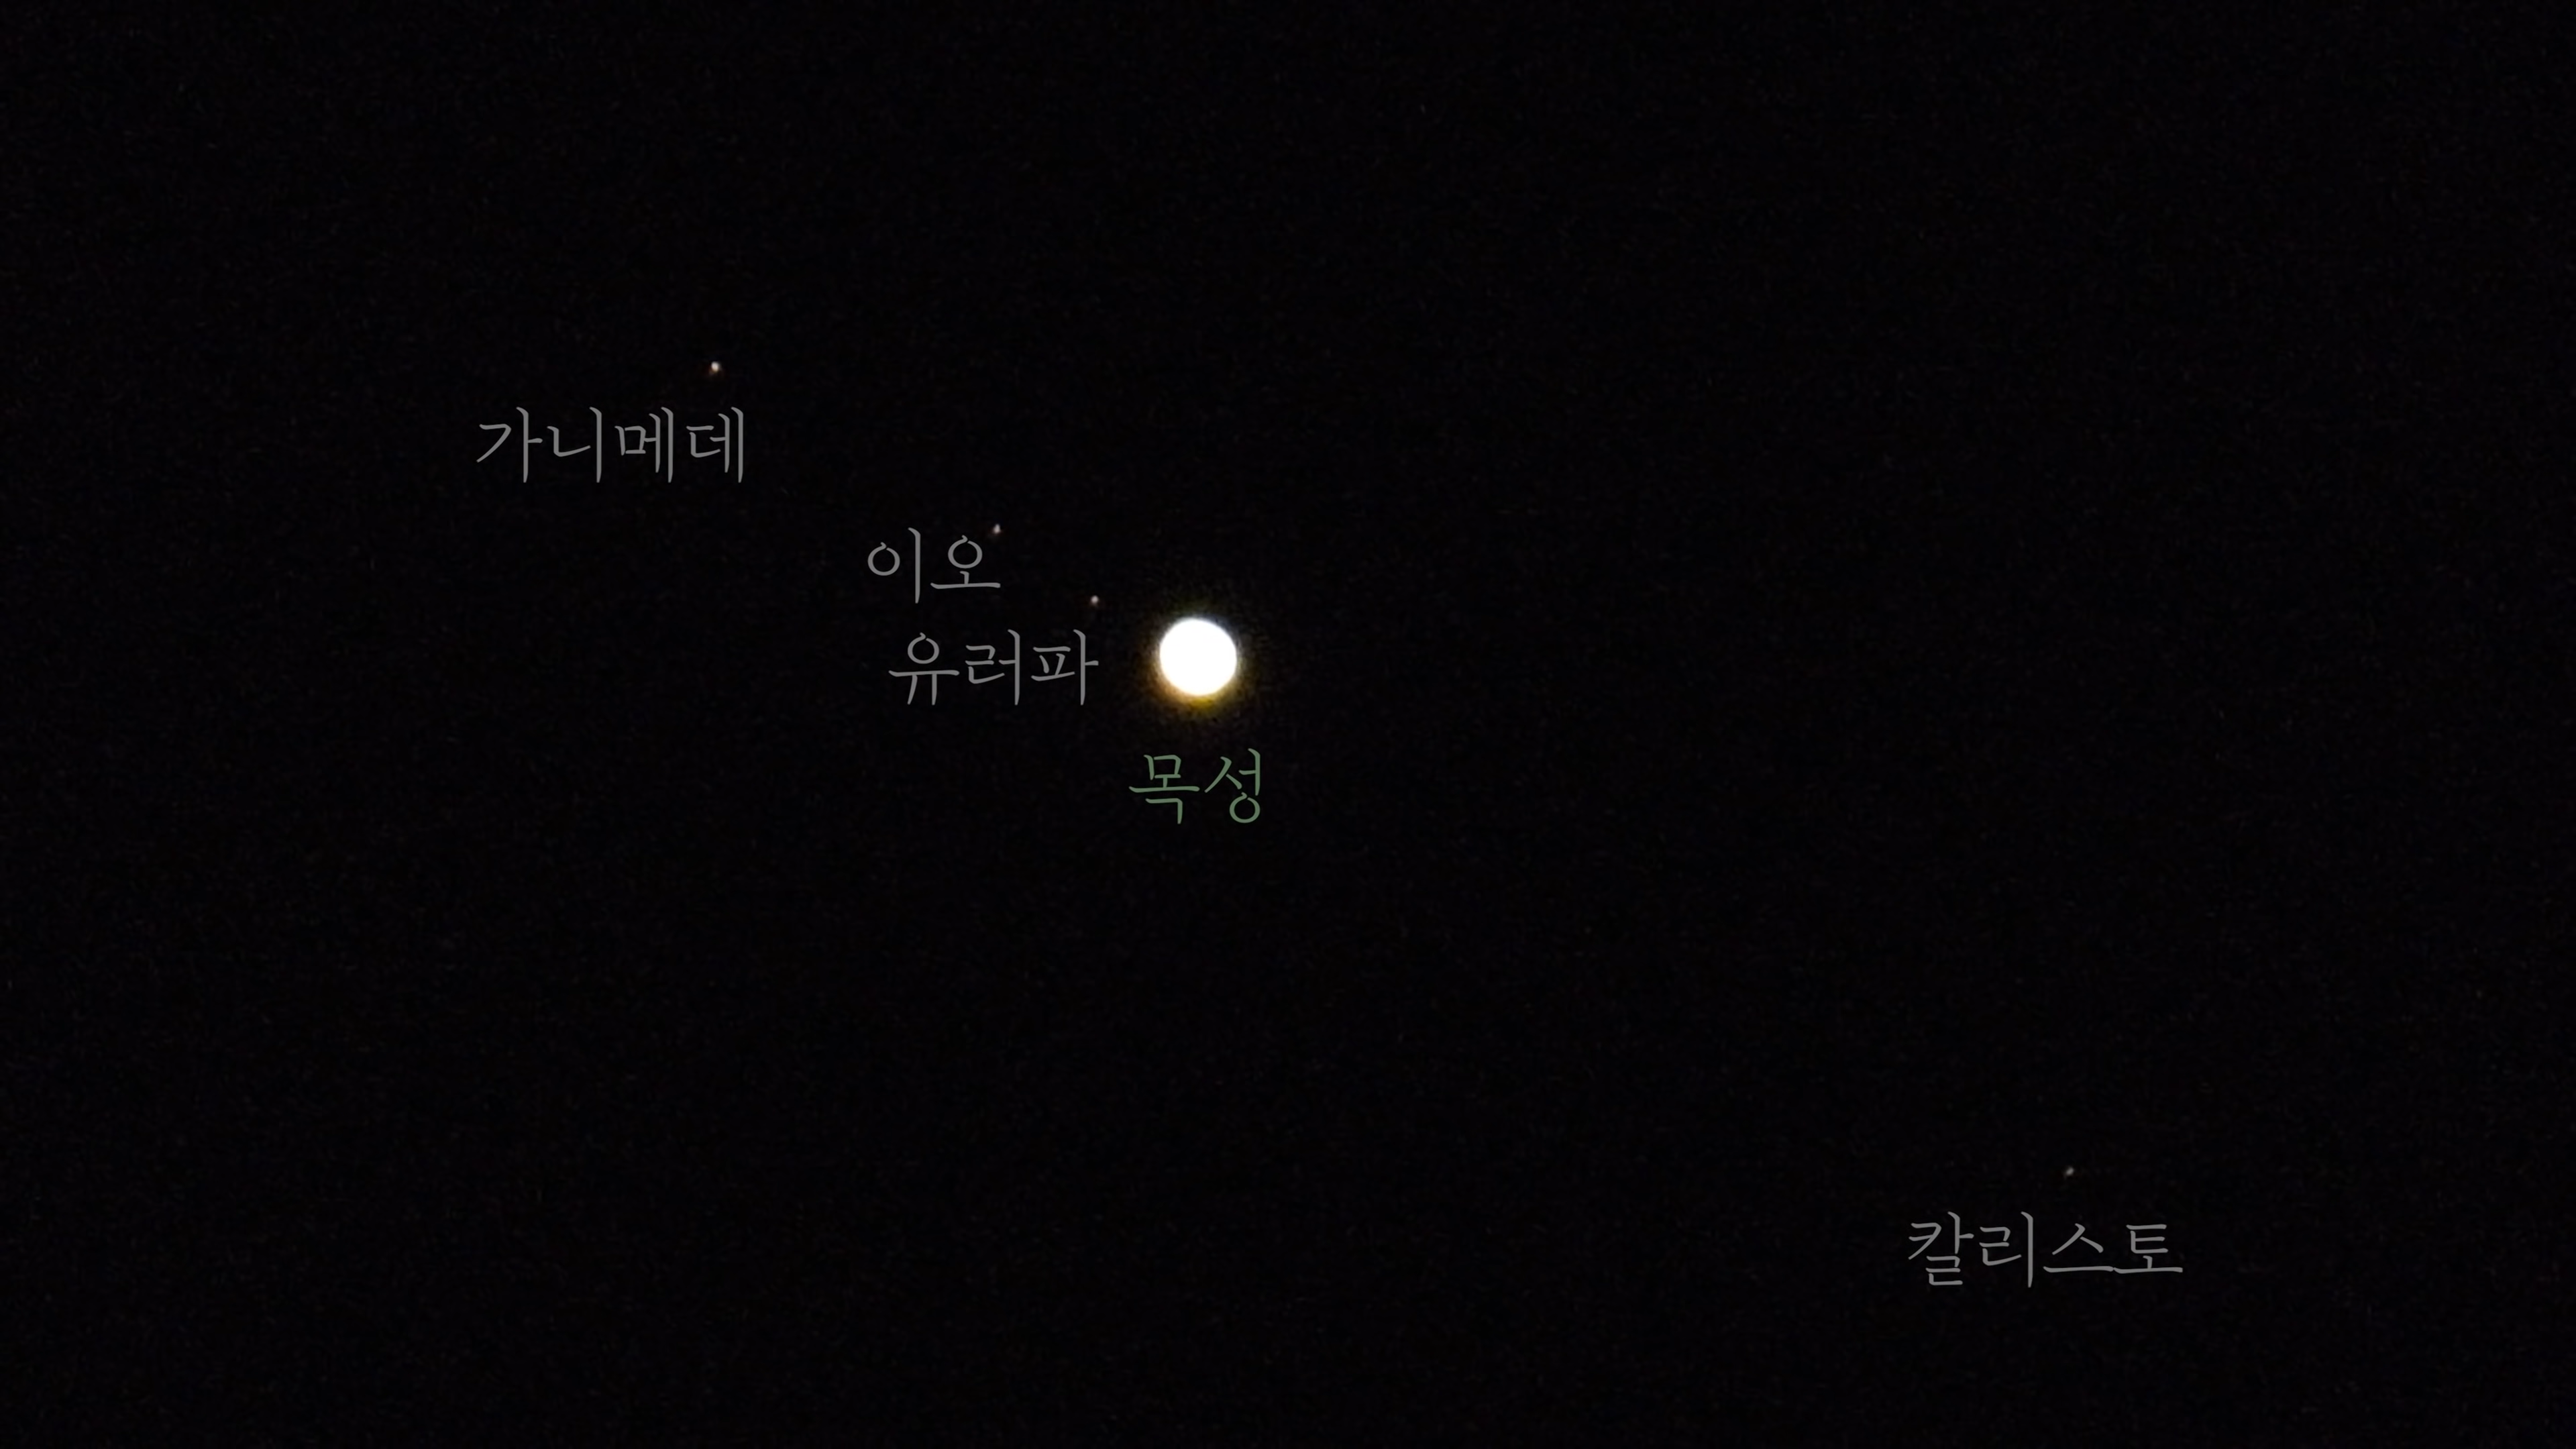 가니메데
이오
유러파
목성
칼리스토